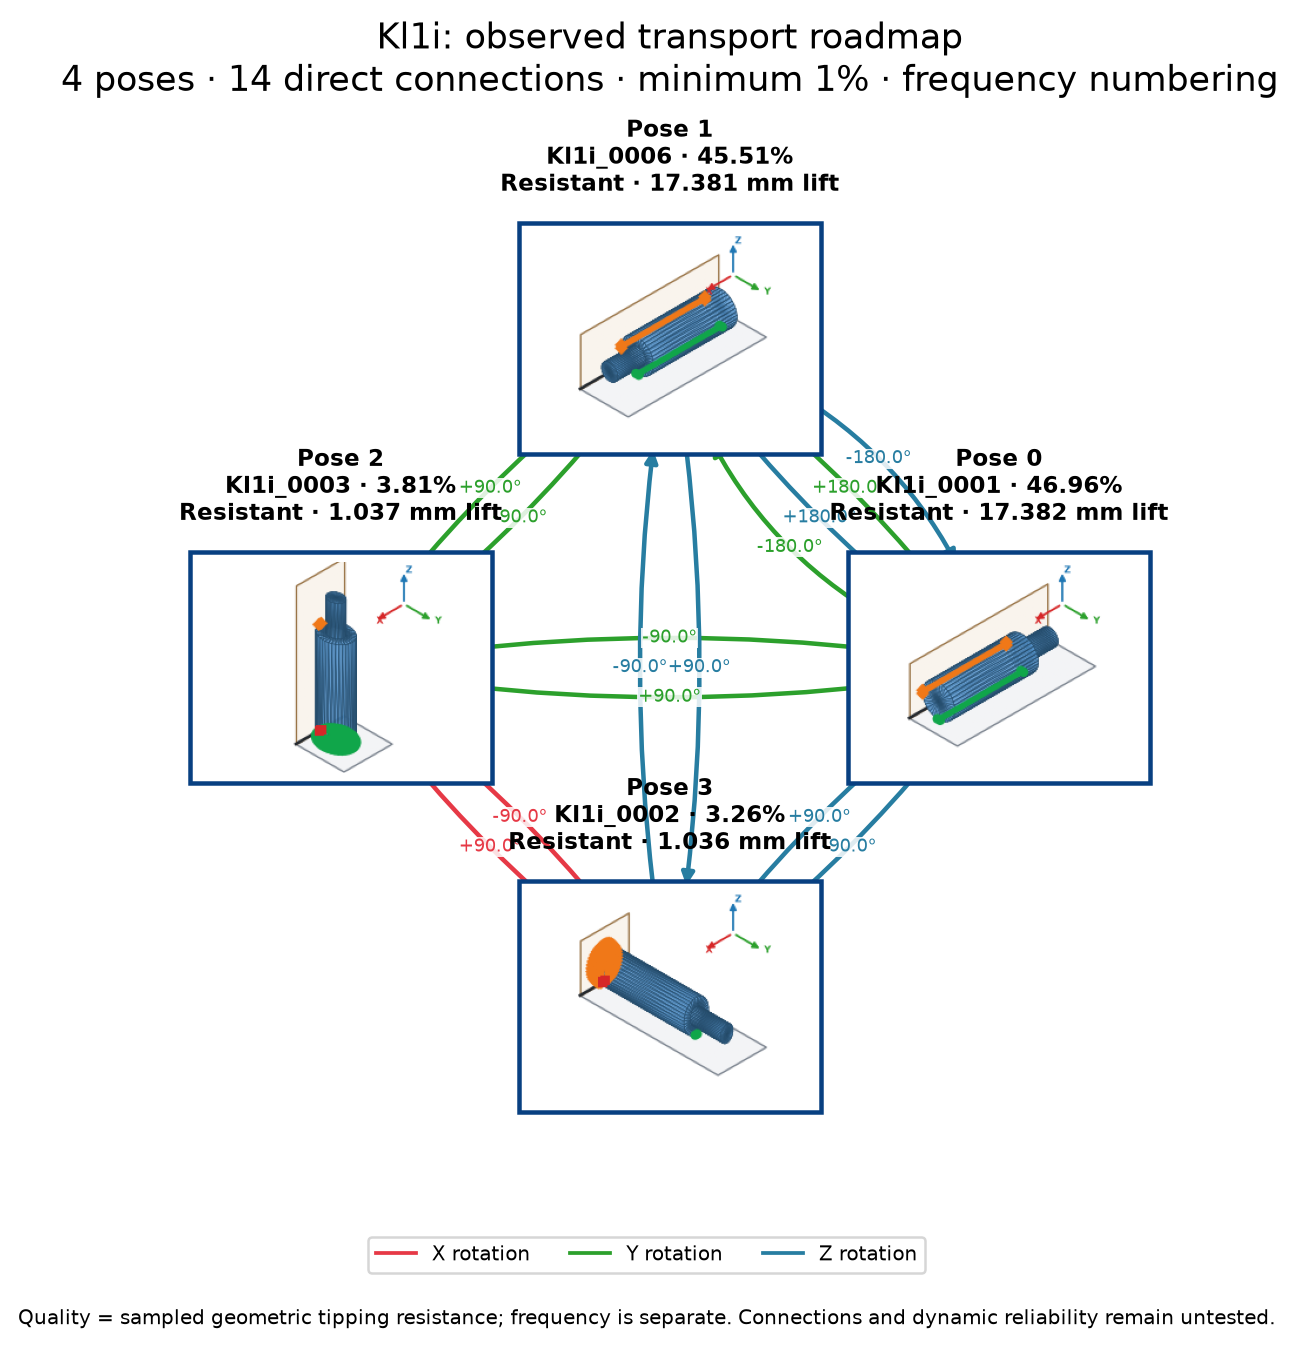 Kl1i: observed transport roadmap
4 poses · 14 direct connections · minimum 1% · frequency numbering
Pose 1
Kl1i_0006 · 45.51%
Resistant · 17.381 mm lift
Z
X
Y
Pose 2
Kl1i_0003 · 3.81%
Resistant · 1.037 mm lift
Z
X
Y
Pose 0
Kl1i_0001 · 46.96%
Resistant · 17.382 mm lift
Z
X
Y
+90.0°
90.0°
-180.0°
+180.0
+180.0
-180.0°
-90.0°
-90.0°
+90.0°
+90.0°
Pose 3
Kl1i_0002 · 3.26%
Resistant · 1.036 mm lift
-90.0°
+90.0°
+90.0°
90.0°
Z
X
Y
X rotation
Y rotation
Z rotation
Quality = sampled geometric tipping resistance; frequency is separate. Connections and dynamic reliability remain untested.